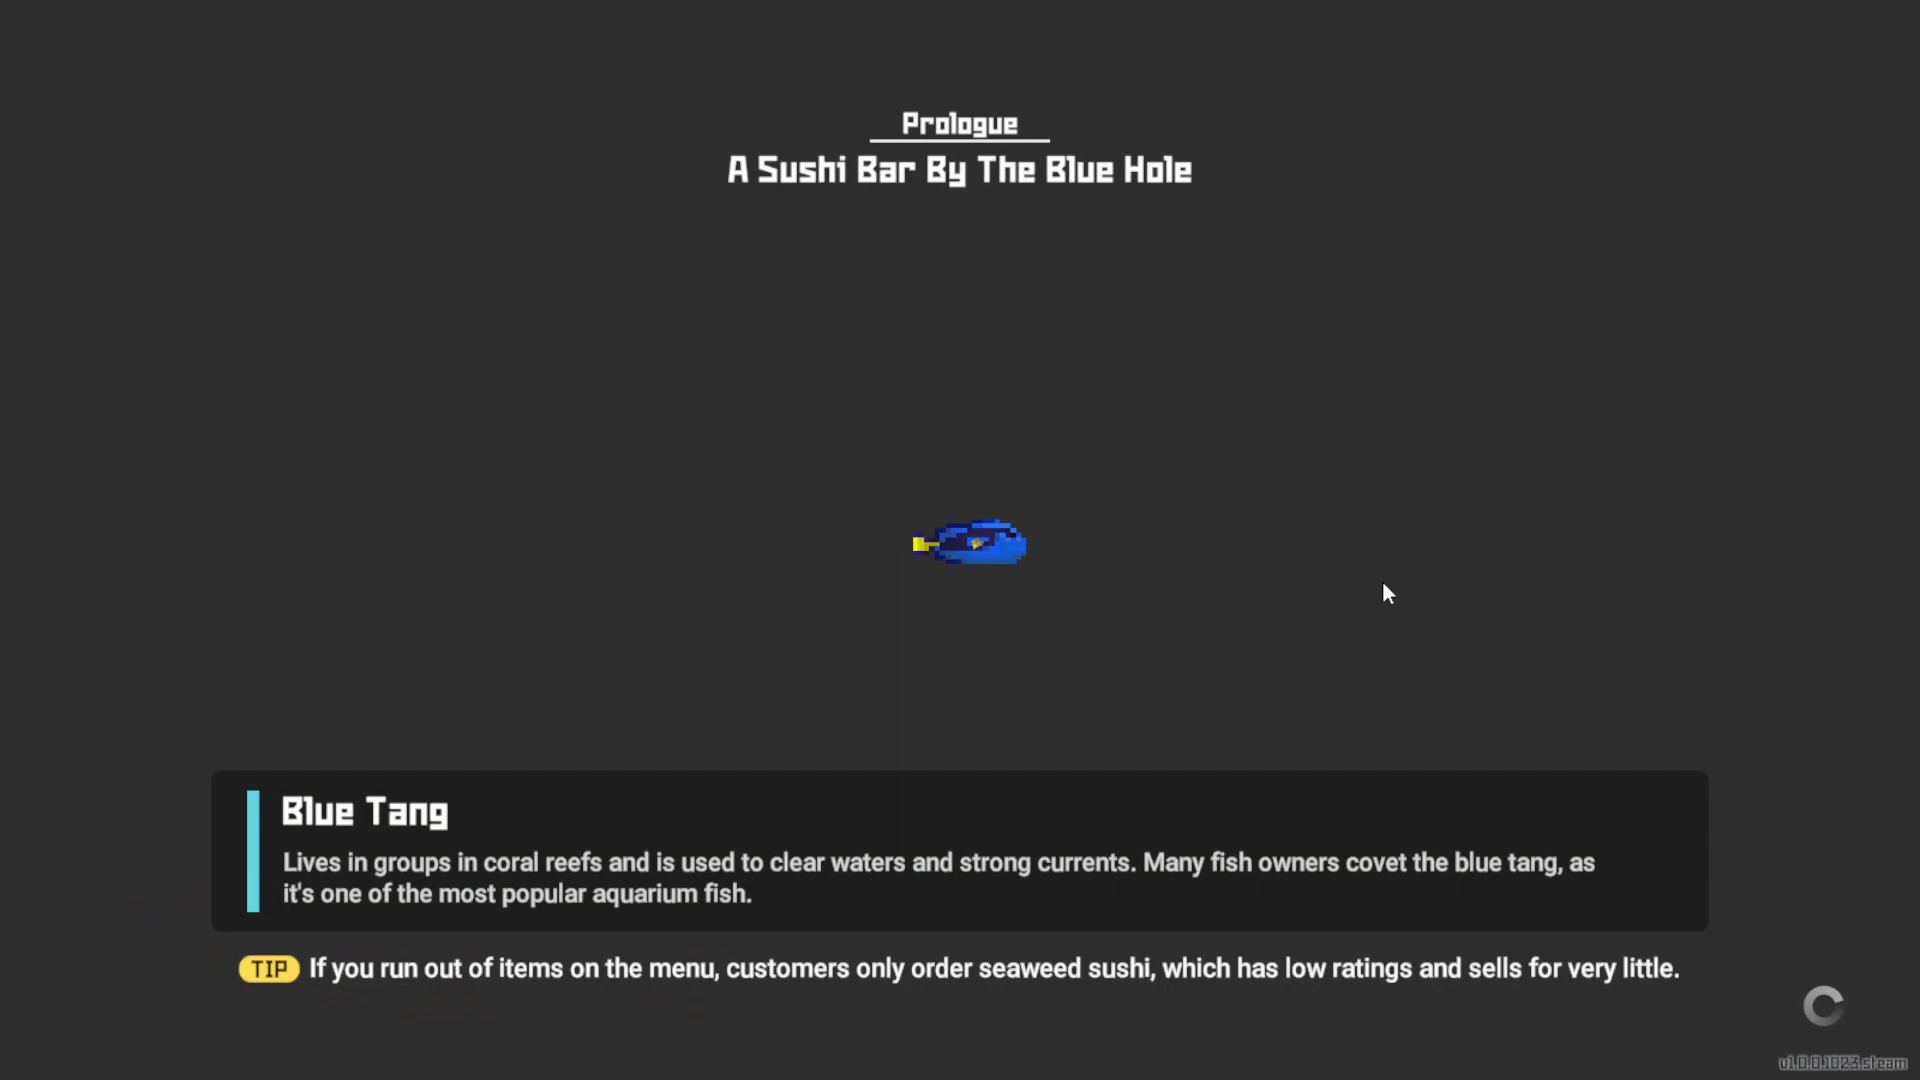 Prologue
A Sushi Bar By The Blue Hole
Blue Tang
Lives in groups in coral reefs and is used to clear waters and strong currents. Many fish owners covet the blue tang, as
it's one of the most popular aquarium fish.
TIP If you run out of items on the menu, customers only order seaweed sushi, which has low ratings and sells for very little.
v1.0.0.1023.steam